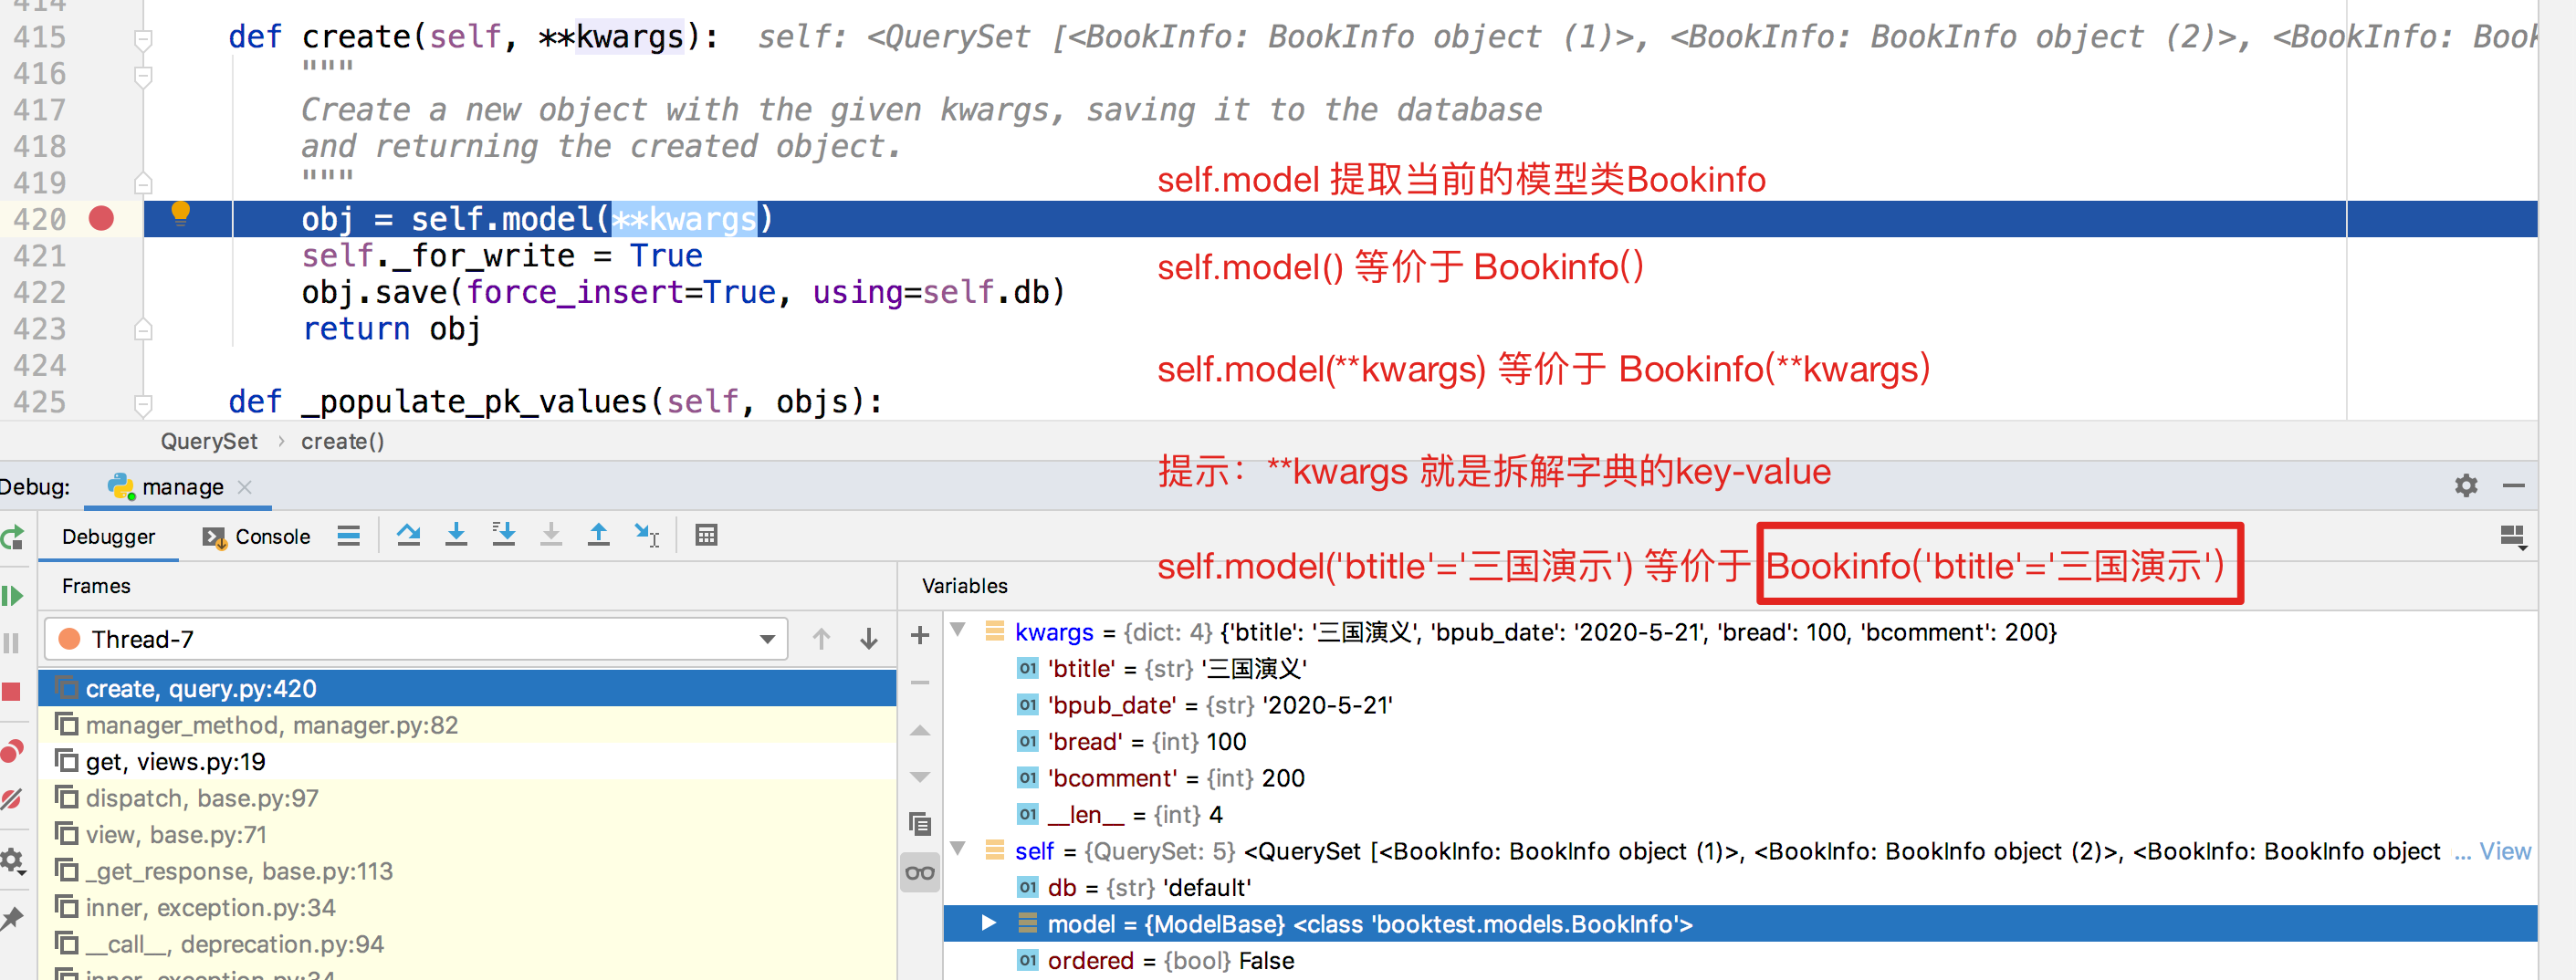 414
415 def create(self, **kwargs): self: <QuerySet [<BookInfo: BookInfo object (1)>, <BookInfo: BookInfo object (2)>, <BookInfo: Book
416 """
417 Create a new object with the given kwargs, saving it to the database
418 and returning the created object.
419 """
self.model 提取当前的模型类Bookinfo
420 obj = self.model(**kwargs)
421 self._for_write = True
self.model() 等价于 Bookinfo()
422 obj.save(force_insert=True, using=self.db)
423 return obj
424
self.model(**kwargs) 等价于 Bookinfo(**kwargs)
425 def _populate_pk_values(self, objs):
QuerySet › create()
提示：**kwargs 就是拆解字典的key-value
Debug: manage
Debugger Console
self.model('btitle'='三国演示') 等价于 Bookinfo('btitle'='三国演示')
Frames
Variables
Thread-7
create, query.py:420
manager_method, manager.py:82
get, views.py:19
dispatch, base.py:97
view, base.py:71
_get_response, base.py:113
inner, exception.py:34
__call__, deprecation.py:94
inner, exception.py:34
kwargs = {dict: 4} {'btitle': '三国演义', 'bpub_date': '2020-5-21', 'bread': 100, 'bcomment': 200}
01 'btitle' = {str} '三国演义'
01 'bpub_date' = {str} '2020-5-21'
01 'bread' = {int} 100
01 'bcomment' = {int} 200
01 __len__ = {int} 4
self = {QuerySet: 5} <QuerySet [<BookInfo: BookInfo object (1)>, <BookInfo: BookInfo object (2)>, <BookInfo: BookInfo object ... View
01 db = {str} 'default'
model = {ModelBase} <class 'booktest.models.BookInfo'>
01 ordered = {bool} False